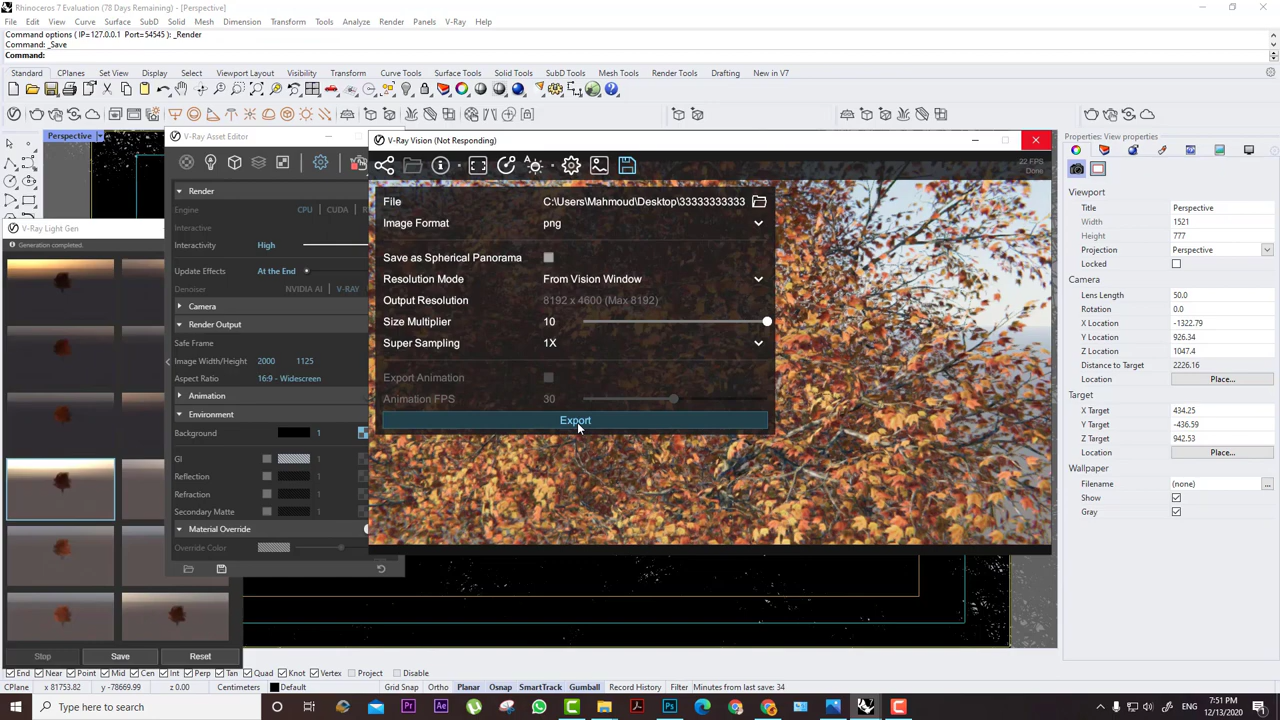 Rhinoceros 7 Evaluation (78 Days Remaining) - [Perspective]
File Edit View Curve Surface SubD Solid Mesh Dimension Transform Tools Analyze Render Panels V-Ray Help
Command options ( IP=127.0.0.1 Port=54545 ): _Render
Command: _Save
Command:
Standard CPlanes Set View Display Select Viewport Layout Visibility Transform Curve Tools Surface Tools Solid Tools SubD Tools Mesh Tools Render Tools Drafting New in V7
Perspective
V-Ray Asset Editor
V-Ray Vision (Not Responding)
22 FPS
Done
Render
Engine CPU CUDA
Interactive
Interactivity High
Update Effects At the End
Denoiser NVIDIA AI V-RAY
Camera
Render Output
Safe Frame
Image Width/Height 2000 1125
Aspect Ratio 16:9 - Widescreen
Animation
Environment
Background 1
GI 1
Reflection 1
Refraction 1
Secondary Matte 1
Material Override
Override Color
V-Ray Light Gen
Generation completed.
Stop Save Reset
File C:\Users\Mahmoud\Desktop\33333333333
Image Format png
Save as Spherical Panorama
Resolution Mode From Vision Window
Output Resolution 8192 x 4600 (Max 8192)
Size Multiplier 10
Super Sampling 1X
Export Animation
Animation FPS 30
Export
Properties: View properties
Viewport
Title Perspective
Width 1521
Height 777
Projection Perspective
Locked
Camera
Lens Length 50.0
Rotation 0.0
X Location -1322.79
Y Location 926.34
Z Location 1047.4
Distance to Target 2226.16
Location Place...
Target
X Target 434.25
Y Target -436.59
Z Target 942.53
Location Place...
Wallpaper
Filename (none) ...
Show
Gray
End Near Point Mid Cen Int Perp Tan Quad Knot Vertex Project Disable
CPlane x 81753.82 y -78669.99 z 0.00 Centimeters Default Grid Snap Ortho Planar Osnap SmartTrack Gumball Record History Filter Minutes from last save: 34
Type here to search
7:51 PM
12/13/2020